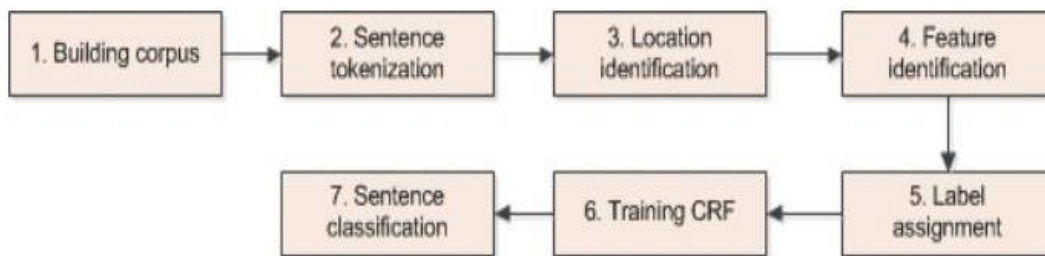 1. Building corpus
2. Sentence
tokenization
3. Location
identification
4. Feature
identification
5. Label
assignment
6. Training CRF
7. Sentence
classification